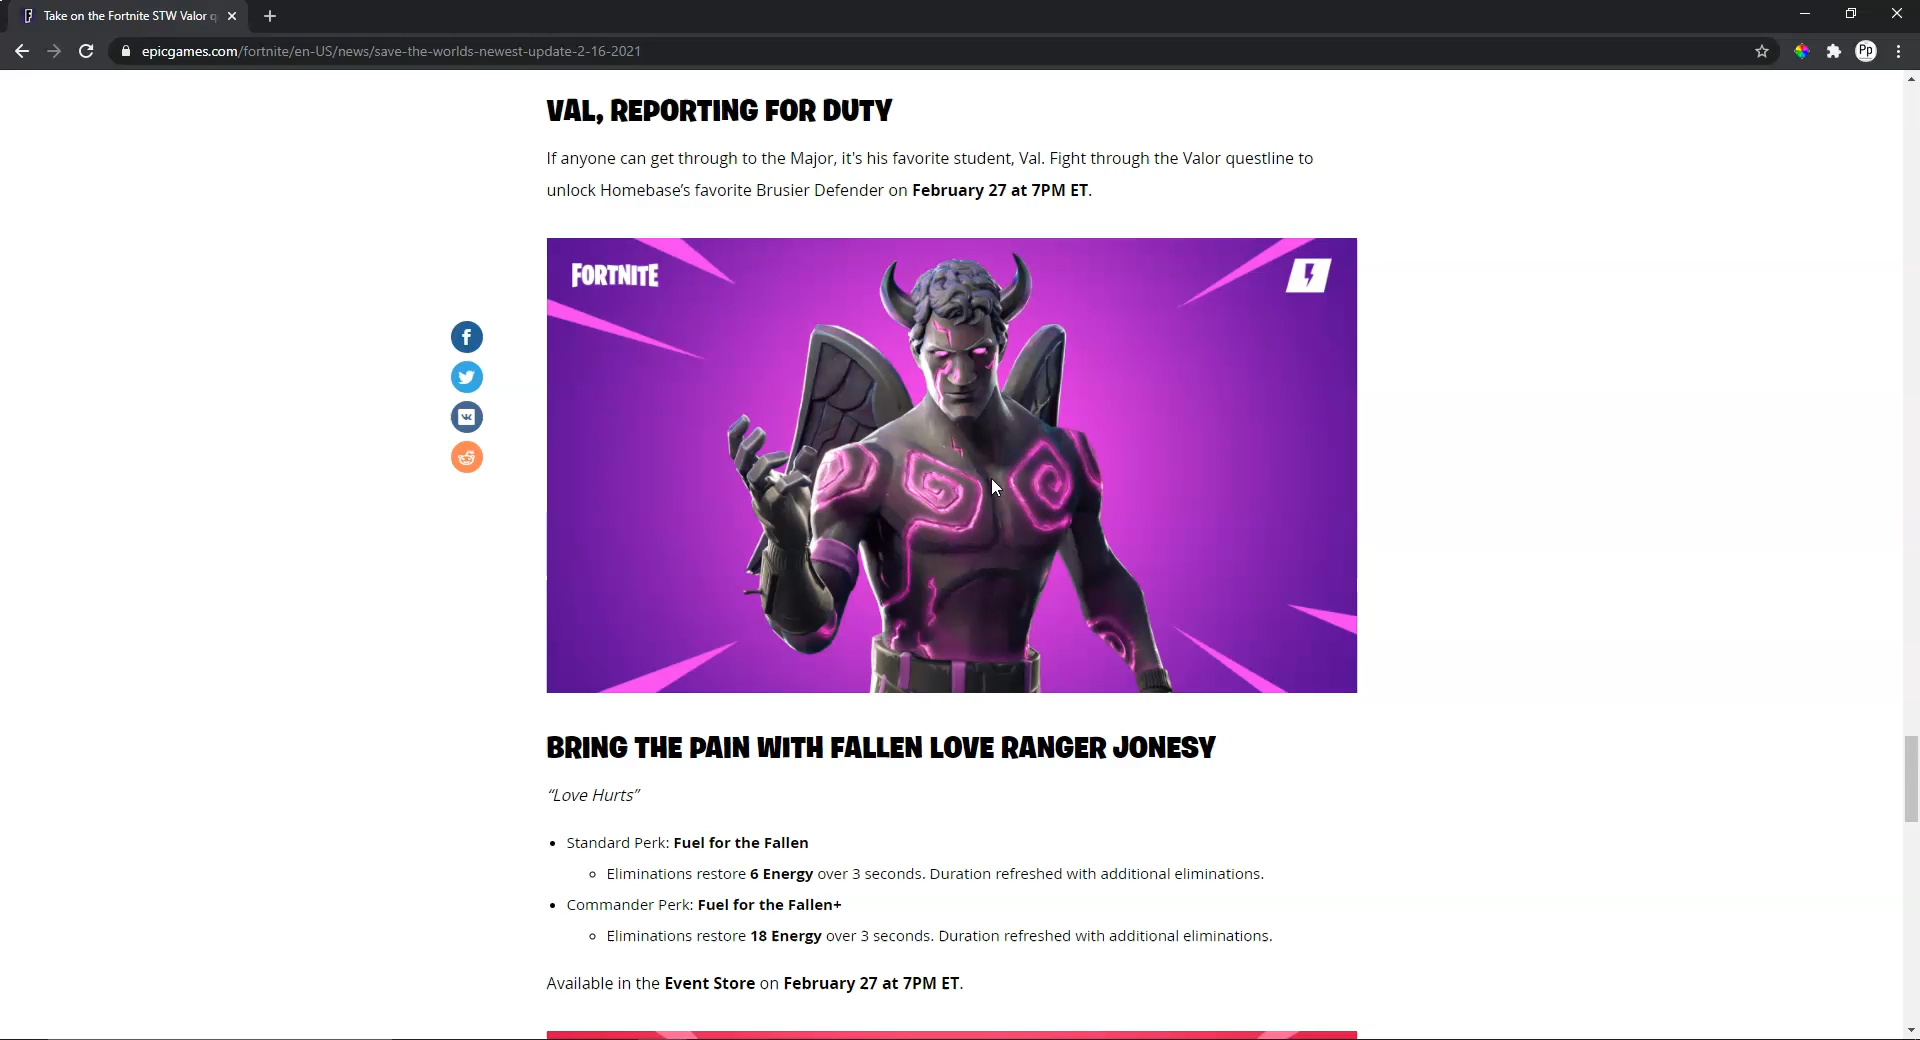 Take on the Fortnite STW Valor q
epicgames.com/fortnite/en-US/news/save-the-worlds-newest-update-2-16-2021
Pp
VAL, REPORTING FOR DUTY
If anyone can get through to the Major, it's his favorite student, Val. Fight through the Valor questline to
unlock Homebase’s favorite Brusier Defender on February 27 at 7PM ET.
FORTNITE
BRING THE PAIN WITH FALLEN LOVE RANGER JONESY
“Love Hurts”
• Standard Perk: Fuel for the Fallen
◦ Eliminations restore 6 Energy over 3 seconds. Duration refreshed with additional eliminations.
• Commander Perk: Fuel for the Fallen+
◦ Eliminations restore 18 Energy over 3 seconds. Duration refreshed with additional eliminations.
Available in the Event Store on February 27 at 7PM ET.